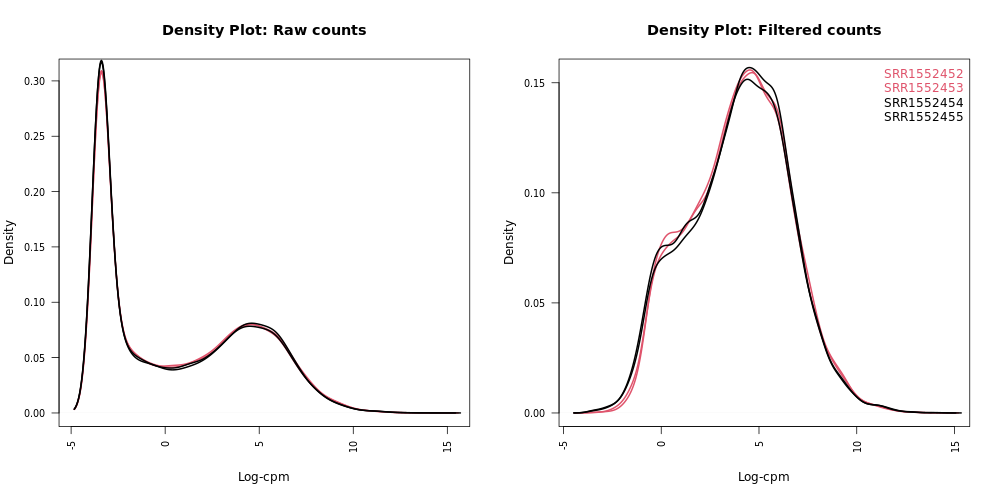 Density Plot: Raw counts
0.30
0.25
0.20
0.15
0.10
0.05
0.00
Density
-5
0
5
10
15
Log-cpm
Density Plot: Filtered counts
SRR1552452
SRR1552453
SRR1552454
SRR1552455
0.15
0.10
0.05
0.00
Density
-5
0
5
10
15
Log-cpm